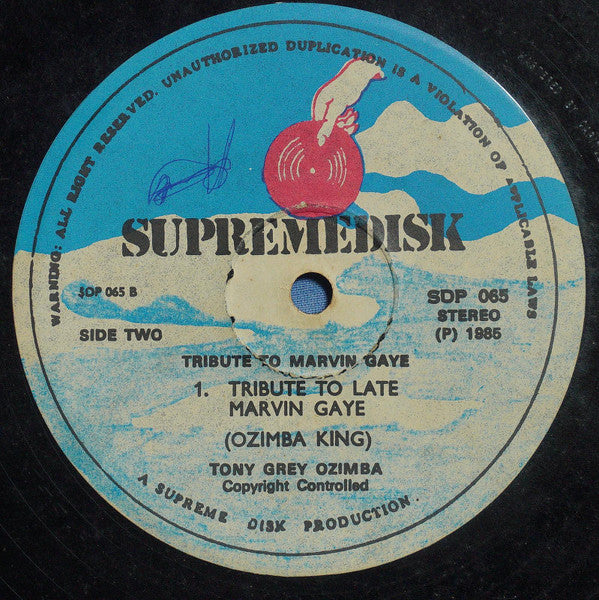 WARNING: ALL RIGHT RESERVED. UNAUTHORIZED DUPLICATION IS A VIOLATION OF APPLICABLE LAWS
SUPREMEDISK
SDP 065 B
SIDE TWO
SDP 065
STEREO
(P) 1985
TRIBUTE TO MARVIN GAYE
1. TRIBUTE TO LATE
MARVIN GAYE
(OZIMBA KING)
TONY GREY OZIMBA
Copyright Controlled
A SUPREME DISK PRODUCTION.